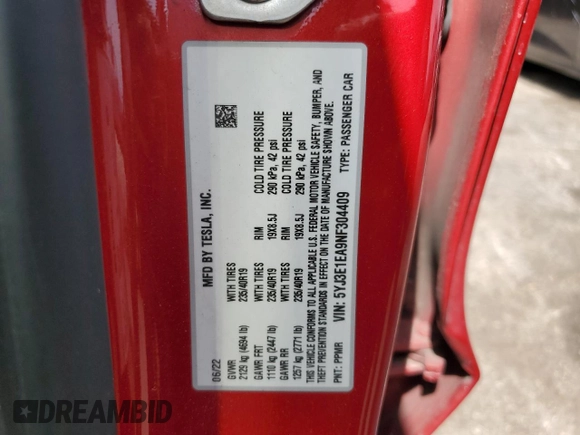 MFD BY TESLA, INC.
06/22
GVWR WITH TIRES RIM COLD TIRE PRESSURE
2129 kg (4694 lb) 235/40R19 19X8.5J 290 kPa, 42 psi
GAWR FRT WITH TIRES RIM COLD TIRE PRESSURE
1110 kg (2447 lb) 235/40R19 19X8.5J 290 kPa, 42 psi
GAWR RR WITH TIRES
1257 kg (2771 lb) 235/40R19
THIS VEHICLE CONFORMS TO ALL APPLICABLE U.S. FEDERAL MOTOR VEHICLE SAFETY, BUMPER, AND
THEFT PREVENTION STANDARDS IN EFFECT ON THE DATE OF MANUFACTURE SHOWN ABOVE.
VIN: 5YJ3E1EA9NF304409
PNT: PPMR TYPE: PASSENGER CAR
DREAMBID